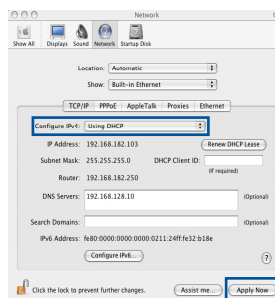 Network
Show All Displays Sound Network Startup Disk
Location: Automatic
Show: Built-in Ethernet
TCP/IP PPPoE AppleTalk Proxies Ethernet
Configure IPv4: Using DHCP
IP Address: 192.168.182.103 Renew DHCP Lease
Subnet Mask: 255.255.255.0 DHCP Client ID:
(If required)
Router: 192.168.182.250
DNS Servers: 192.168.128.10 (Optional)
Search Domains: (Optional)
IPv6 Address: fe80:0000:0000:0000:0211:24ff:fe32:b18e
Configure IPv6... ?
Click the lock to prevent further changes. Assist me... Apply Now